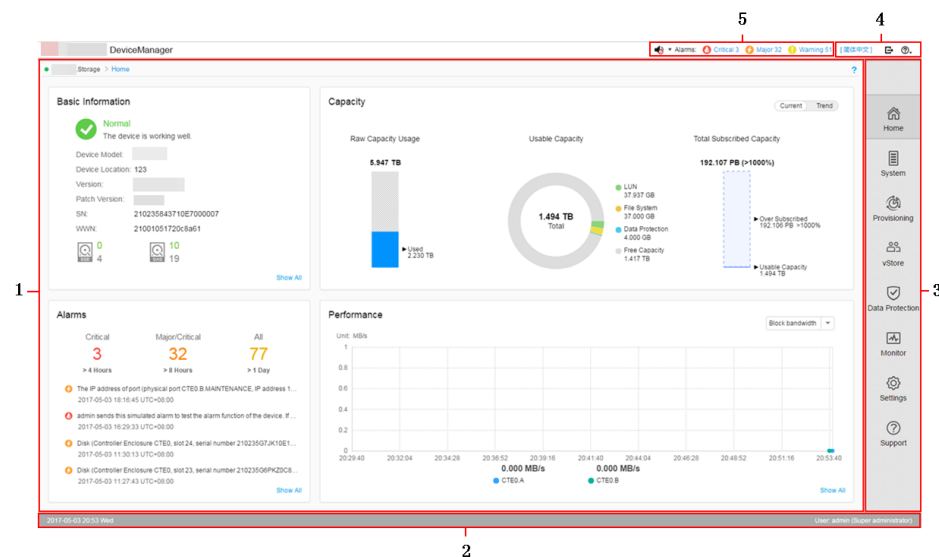 5
4
DeviceManager
Alarms: Critical 3 Major 32 Warning 51
[简体中文]
Storage > Home
?
Basic Information
Normal
The device is working well.
Device Model:
Device Location: 123
Version:
Patch Version:
SN: 210235843710E7000007
WWN: 21001051720c8a61
0
4
10
19
Show All
Capacity
Current Trend
Raw Capacity Usage
5.947 TB
Used
2.230 TB
Usable Capacity
1.494 TB
Total
LUN
37.937 GB
File System
37.000 GB
Data Protection
4.000 GB
Free Capacity
1.417 TB
Total Subscribed Capacity
192.107 PB (>1000%)
Over Subscribed
192.106 PB >1000%
Usable Capacity
1.494 TB
Home
System
Provisioning
vStore
Data Protection
Monitor
Settings
Support
1
3
Alarms
Critical
3
> 4 Hours
Major/Critical
32
> 8 Hours
All
77
> 1 Day
The IP address of port (physical port CTE0.B.MAINTENANCE, IP address 1...
2017-05-03 18:16:45 UTC+08:00
admin sends this simulated alarm to test the alarm function of the device. If...
2017-05-03 16:29:33 UTC+08:00
Disk (Controller Enclosure CTE0, slot 24, serial number 210235G7JK10E1...
2017-05-03 11:30:13 UTC+08:00
Disk (Controller Enclosure CTE0, slot 23, serial number 210235G6PKZ0C8...
2017-05-03 11:27:43 UTC+08:00
Show All
Performance
Block bandwidth
Unit: MB/s
1
0.8
0.6
0.4
0.2
0
20:29:40 20:32:04 20:34:28 20:36:52 20:39:16 20:41:40 20:44:04 20:46:28 20:48:52 20:51:16 20:53:40
0.000 MB/s 0.000 MB/s
CTE0.A CTE0.B
Show All
2017-05-03 20:53 Wed
User: admin (Super administrator)
2